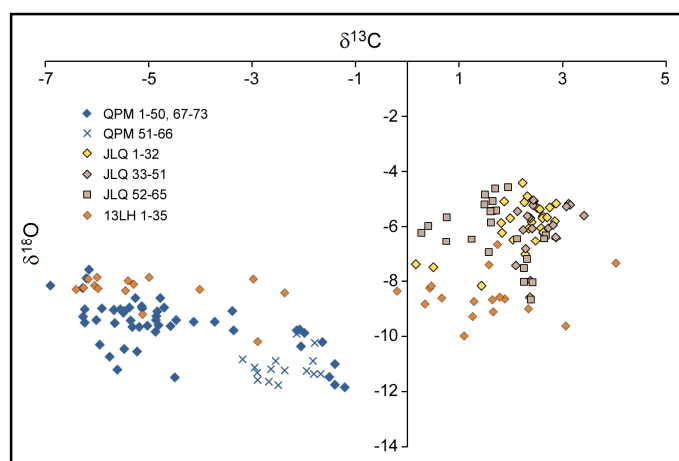 δ13C
-7 -5 -3 -1 1 3 5
QPM 1-50, 67-73
QPM 51-66
JLQ 1-32
JLQ 33-51
JLQ 52-65
13LH 1-35
δ18O
-2
-4
-6
-8
-10
-12
-14